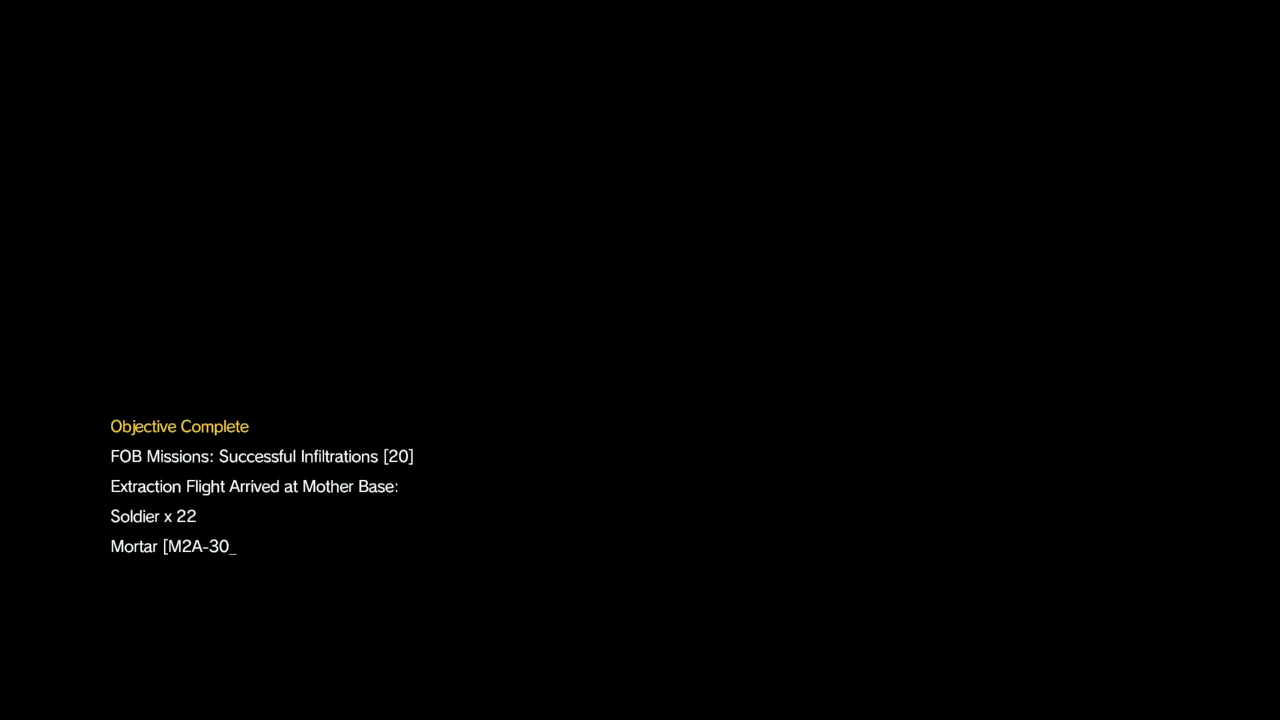 Objective Complete
FOB Missions: Successful Infiltrations [20]
Extraction Flight Arrived at Mother Base:
Soldier x 22
Mortar [M2A-30_